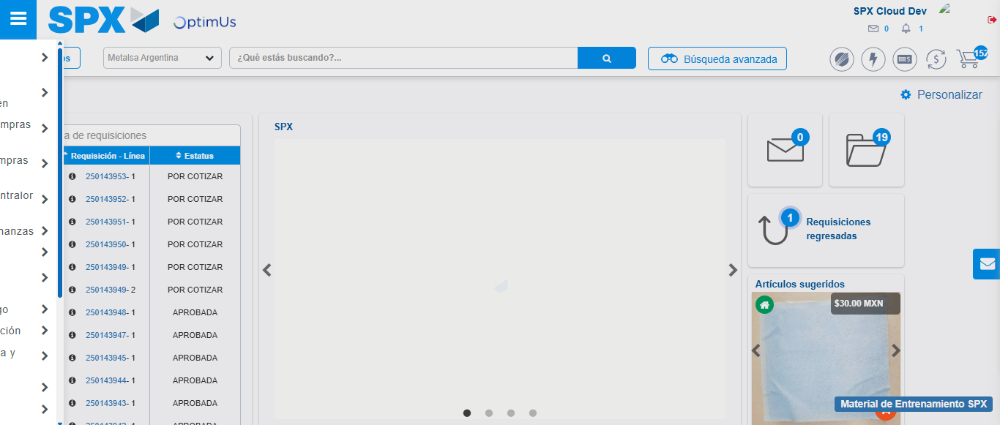 SPX
OptimUs
SPX Cloud Dev
0
1
os
Metalsa Argentina
¿Qué estás buscando?...
Búsqueda avanzada
152
Personalizar
én
mpras
mpras
ntralor
nanzas
go
ción
a y
a de requisiciones
Requisición - Línea Estatus
250143953- 1 POR COTIZAR
250143952- 1 POR COTIZAR
250143951- 1 POR COTIZAR
250143950- 1 POR COTIZAR
250143949- 1 POR COTIZAR
250143949- 2 POR COTIZAR
250143948- 1 APROBADA
250143947- 1 APROBADA
250143945- 1 APROBADA
250143944- 1 APROBADA
250143943- 1 APROBADA
250143942- 1 APROBADA
SPX
0
19
1
Requisiciones
regresadas
Artículos sugeridos
$30.00 MXN
Material de Entrenamiento SPX